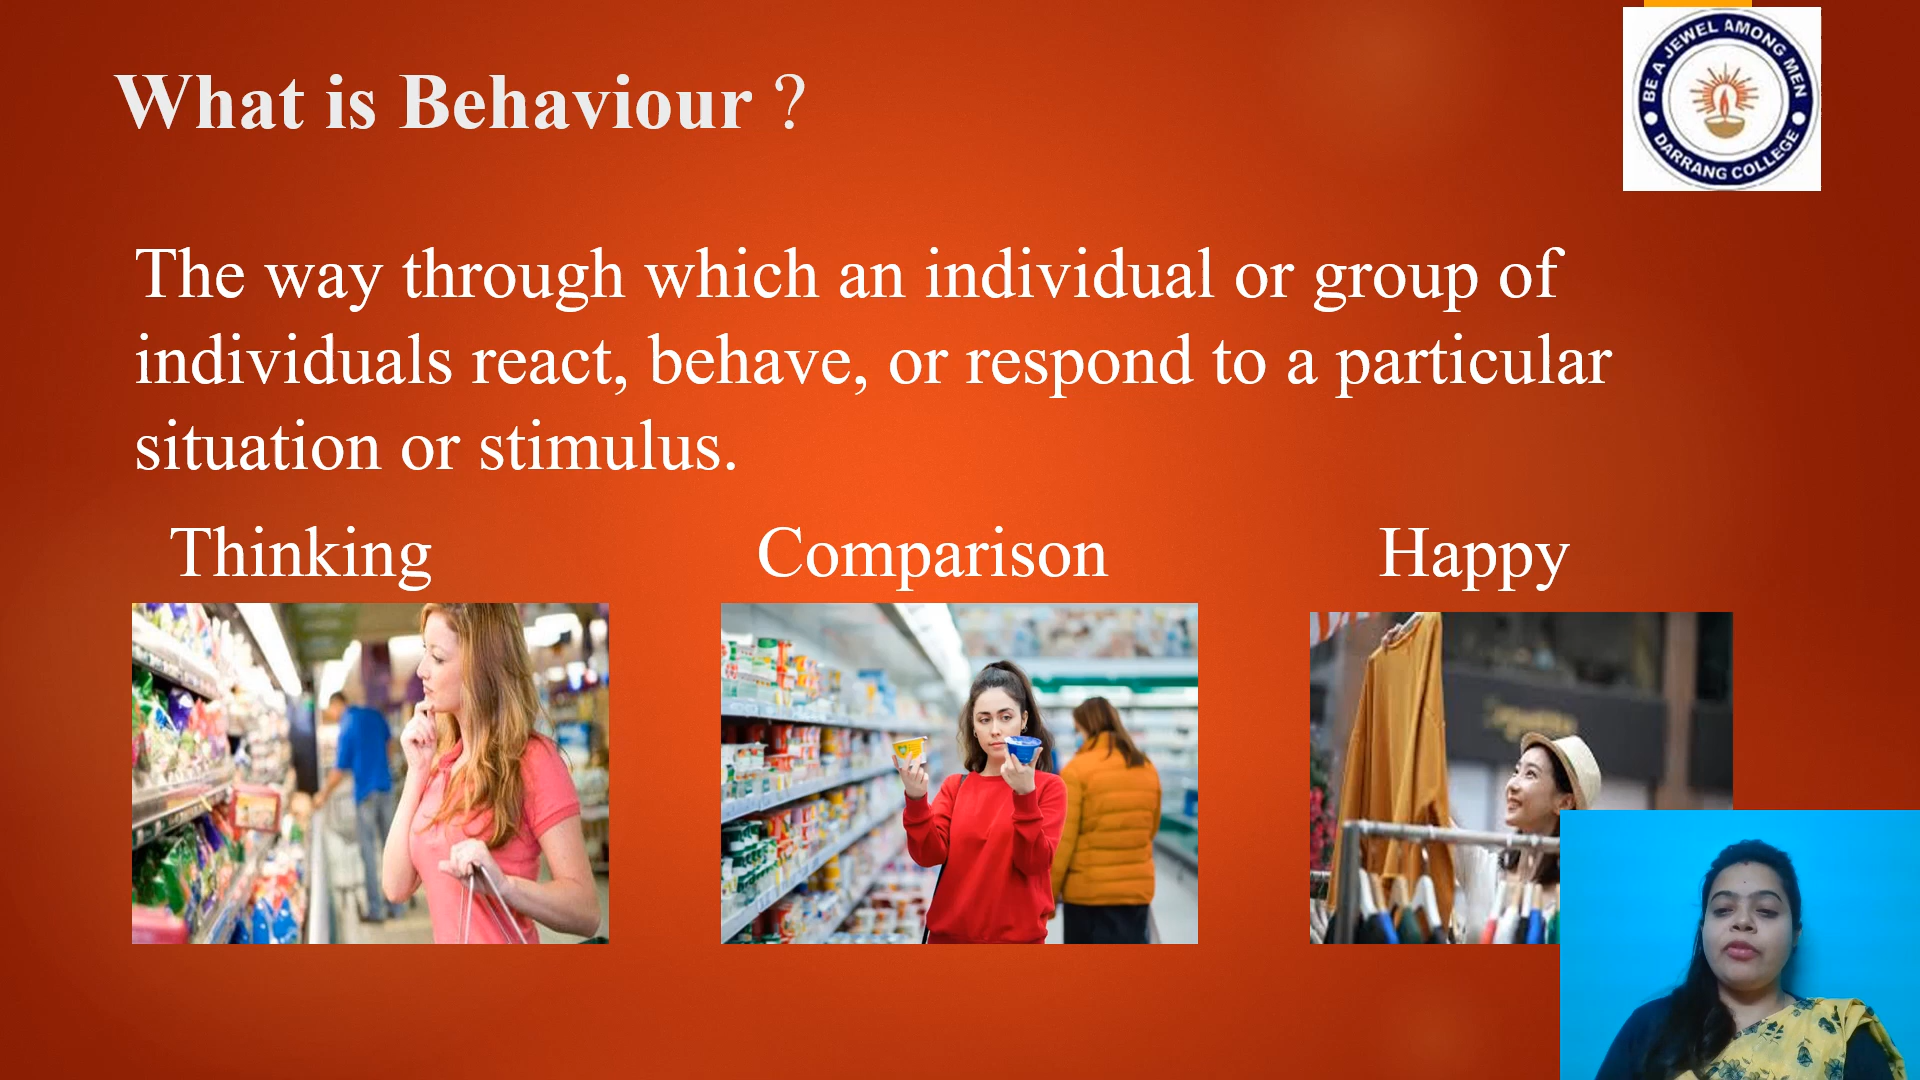 What is Behaviour ?
BE A JEWEL AMONG MEN
DARRANG COLLEGE
The way through which an individual or group of
individuals react, behave, or respond to a particular
situation or stimulus.
Thinking
Comparison
Happy